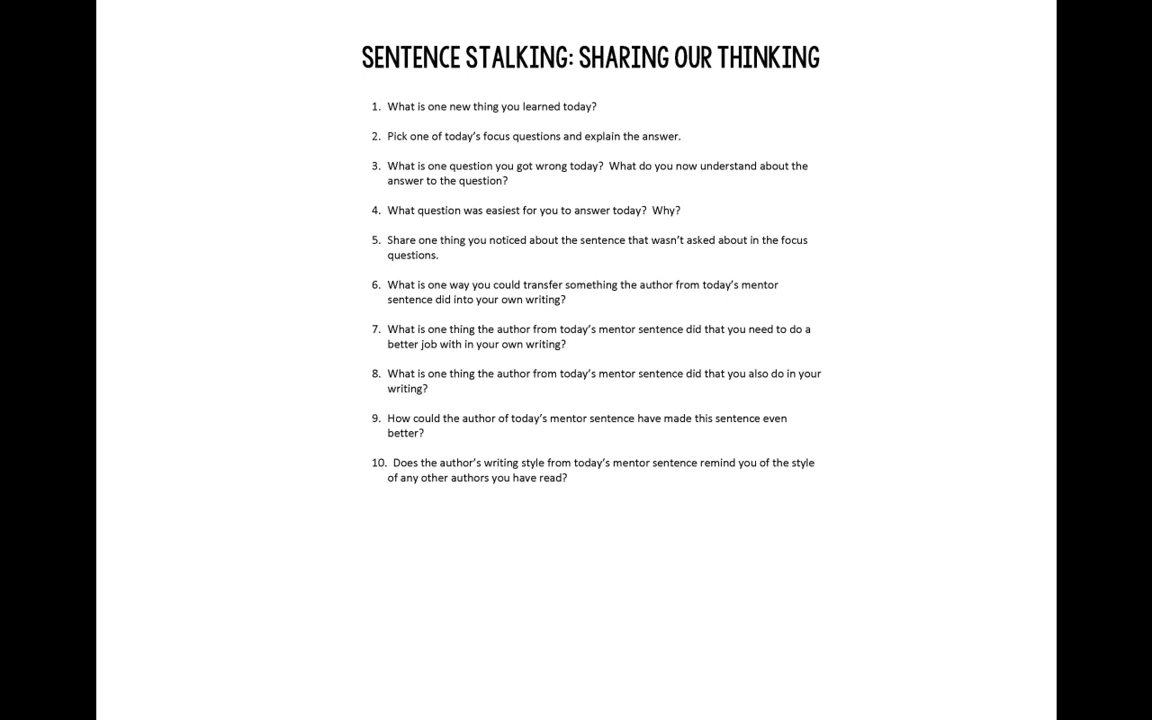 SENTENCE STALKING: SHARING OUR THINKING
1. What is one new thing you learned today?
2. Pick one of today's focus questions and explain the answer.
3. What is one question you got wrong today? What do you now understand about the
answer to the question?
4. What question was easiest for you to answer today? Why?
5. Share one thing you noticed about the sentence that wasn't asked about in the focus
questions.
6. What is one way you could transfer something the author from today's mentor
sentence did into your own writing?
7. What is one thing the author from today's mentor sentence did that you need to do a
better job with in your own writing?
8. What is one thing the author from today's mentor sentence did that you also do in your
writing?
9. How could the author of today's mentor sentence have made this sentence even
better?
10. Does the author's writing style from today's mentor sentence remind you of the style
of any other authors you have read?